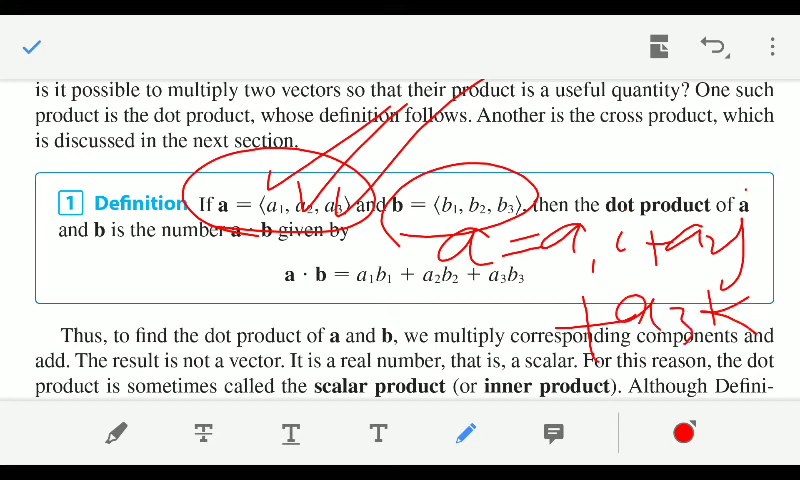 is it possible to multiply two vectors so that their product is a useful quantity? One such
product is the dot product, whose definition follows. Another is the cross product, which
is discussed in the next section.
1 Definition If a = ⟨a₁, a₂, a₃⟩ and b = ⟨b₁, b₂, b₃⟩, then the dot product of a
and b is the number a · b given by
a = a₁ i + a₂ j
a · b = a₁b₁ + a₂b₂ + a₃b₃
+ a₃ k
Thus, to find the dot product of a and b, we multiply corresponding components and
add. The result is not a vector. It is a real number, that is, a scalar. For this reason, the dot
product is sometimes called the scalar product (or inner product). Although Defini-
T T T